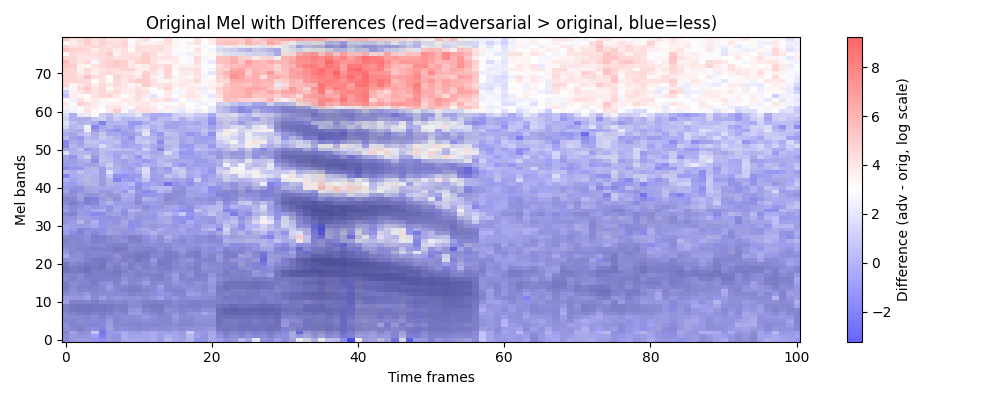 Original Mel with Differences (red=adversarial > original, blue=less)
Mel bands
70
60
50
40
30
20
10
0
0 20 40 60 80 100
Time frames
8
6
4
2
0
−2
Difference (adv - orig, log scale)